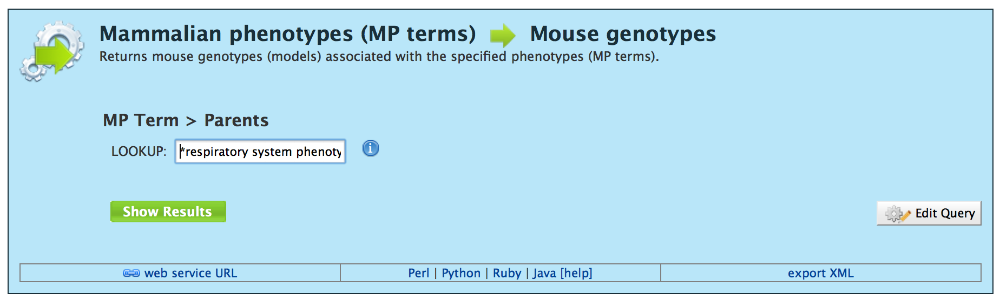 Mammalian phenotypes (MP terms) Mouse genotypes
Returns mouse genotypes (models) associated with the specified phenotypes (MP terms).
MP Term > Parents
LOOKUP: *respiratory system phenoty
Show Results
Edit Query
web service URL
Perl | Python | Ruby | Java [help]
export XML